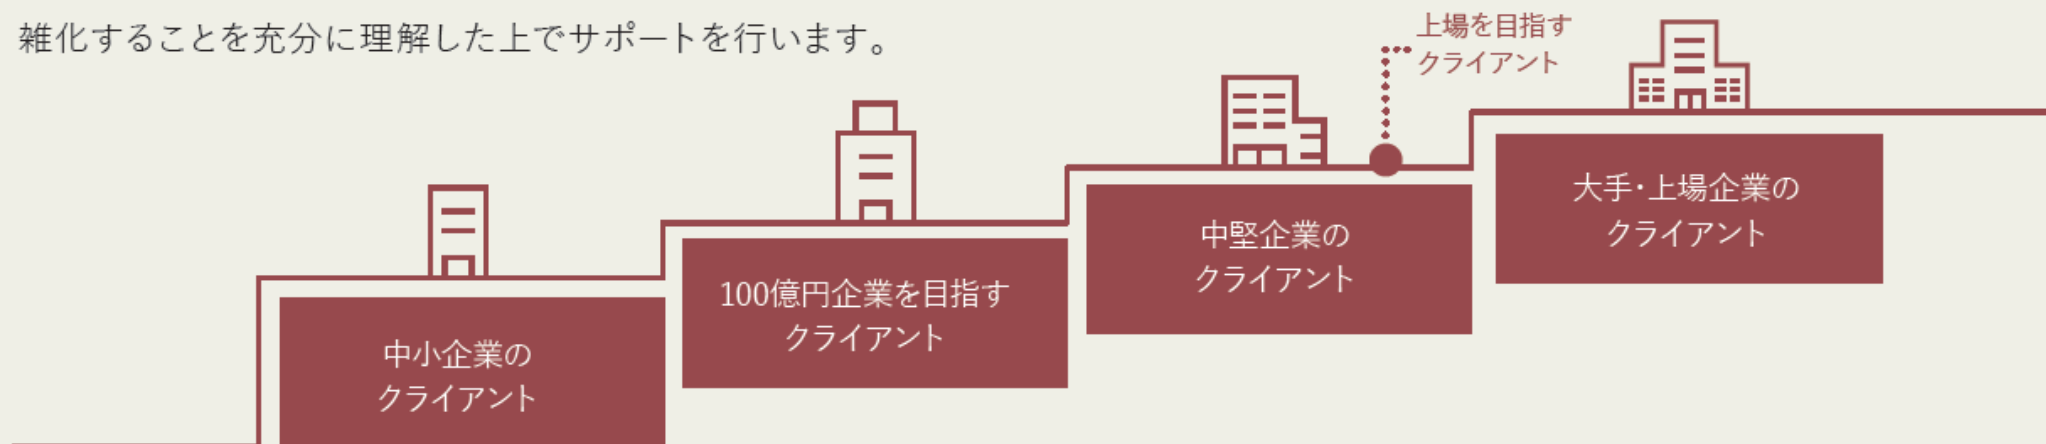 雑化することを充分に理解した上でサポートを行います。
上場を目指す
クライアント
大手・上場企業の
クライアント
中堅企業の
クライアント
100億円企業を目指す
クライアント
中小企業の
クライアント